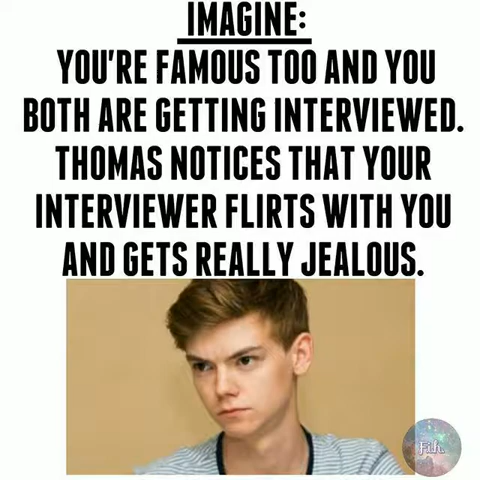 IMAGINE:
YOU'RE FAMOUS TOO AND YOU
BOTH ARE GETTING INTERVIEWED.
THOMAS NOTICES THAT YOUR
INTERVIEWER FLIRTS WITH YOU
AND GETS REALLY JEALOUS.